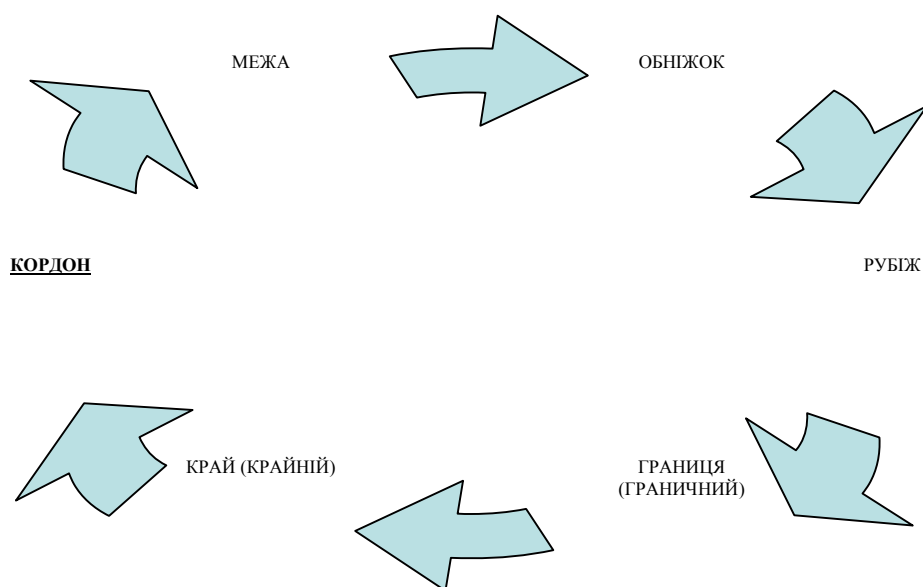 МЕЖА
ОБНІЖОК
КОРДОН
РУБІЖ
КРАЙ (КРАЙНІЙ)
ГРАНИЦЯ
(ГРАНИЧНИЙ)